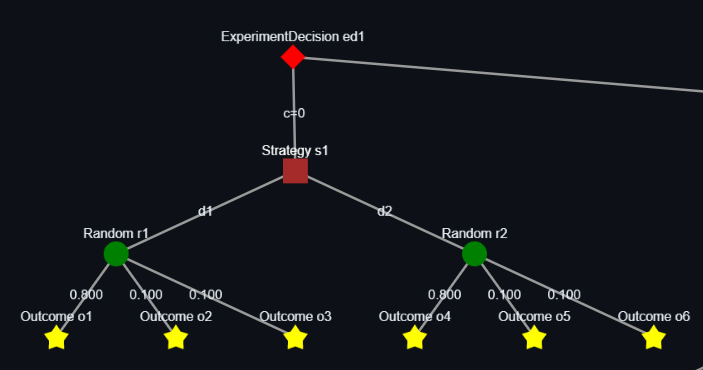 ExperimentDecision ed1
c=0
Strategy s1
d1
d2
Random r1
Random r2
0.800
0.100
0.100
0.800
0.100
0.100
Outcome o1
Outcome o2
Outcome o3
Outcome o4
Outcome o5
Outcome o6